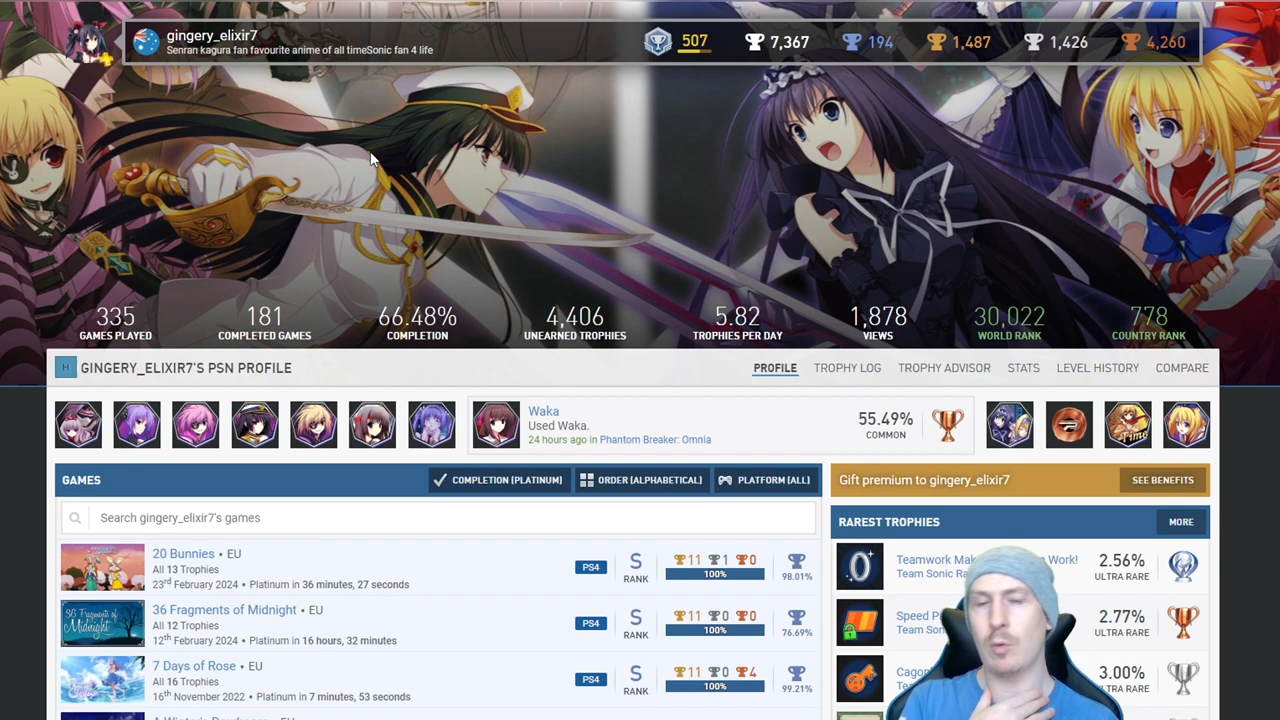 gingery_elixir7
Senran kagura fan favourite anime of all timeSonic fan 4 life
507 7,367 194 1,487 1,426 4,260
335 181 66.48% 4,406 5.82 1,878 30,022 778
GAMES PLAYED COMPLETED GAMES COMPLETION UNEARNED TROPHIES TROPHIES PER DAY VIEWS WORLD RANK COUNTRY RANK
H GINGERY_ELIXIR7'S PSN PROFILE PROFILE TROPHY LOG TROPHY ADVISOR STATS LEVEL HISTORY COMPARE
Waka
Used Waka.
24 hours ago in Phantom Breaker: Omnia
55.49%
COMMON
Time
GAMES COMPLETION (PLATINUM) ORDER (ALPHABETICAL) PLATFORM (ALL)
Search gingery_elixir7's games
20 Bunnies • EU
All 13 Trophies
23rd February 2024 • Platinum in 36 minutes, 27 seconds
PS4 S RANK 11 1 0 100% 98.01%
36 Fragments of Midnight • EU
All 12 Trophies
12th February 2024 • Platinum in 16 hours, 32 minutes
PS4 S RANK 11 0 0 100% 76.69%
7 Days of Rose • EU
All 16 Trophies
16th November 2022 • Platinum in 7 minutes, 53 seconds
PS4 S RANK 11 0 4 100% 99.21%
Gift premium to gingery_elixir7 SEE BENEFITS
RAREST TROPHIES MORE
Teamwork Work!
Team Sonic
2.56%
ULTRA RARE
Speed
Team
2.77%
ULTRA RARE
3.00%
RARE